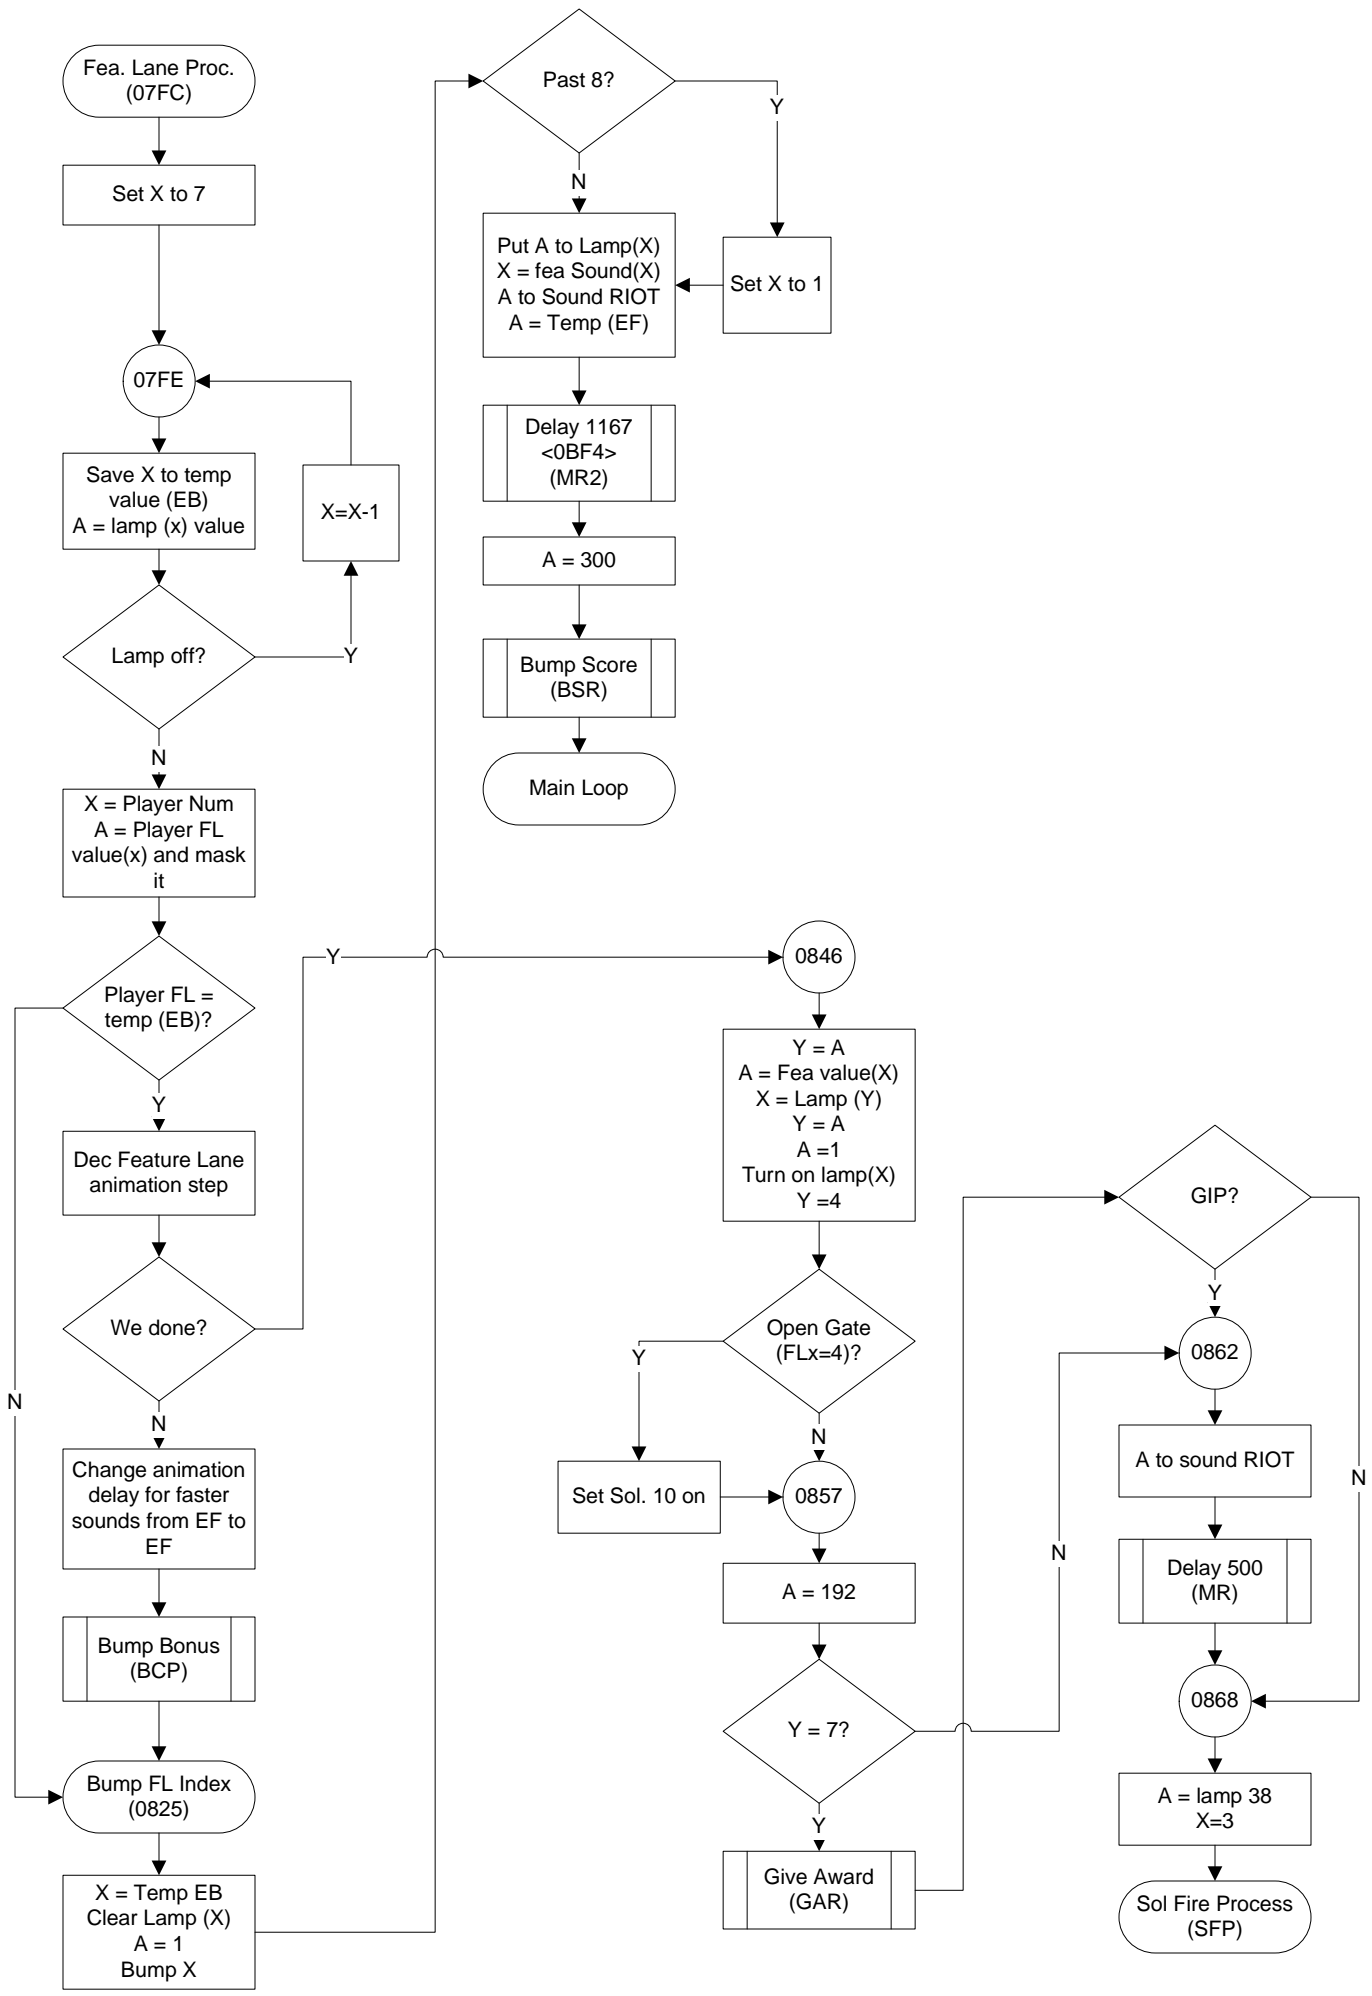 Fea. Lane Proc.
(07FC)
Set X to 7
07FE
Save X to temp
value (EB)
A = lamp (x) value
X=X-1
Lamp off?
Y
N
X = Player Num
A = Player FL
value(x) and mask
it
Player FL =
temp (EB)?
N
Y
Dec Feature Lane
animation step
We done?
Y
N
Change animation
delay for faster
sounds from EF to
EF
Bump Bonus
(BCP)
Bump FL Index
(0825)
X = Temp EB
Clear Lamp (X)
A = 1
Bump X
Past 8?
Y
N
Put A to Lamp(X)
X = fea Sound(X)
A to Sound RIOT
A = Temp (EF)
Set X to 1
Delay 1167
<0BF4>
(MR2)
A = 300
Bump Score
(BSR)
Main Loop
0846
Y = A
A = Fea value(X)
X = Lamp (Y)
Y = A
A =1
Turn on lamp(X)
Y =4
Open Gate
(FLx=4)?
Y
N
Set Sol. 10 on
0857
A = 192
Y = 7?
N
Y
Give Award
(GAR)
GIP?
Y
N
0862
A to sound RIOT
Delay 500
(MR)
0868
A = lamp 38
X=3
Sol Fire Process
(SFP)